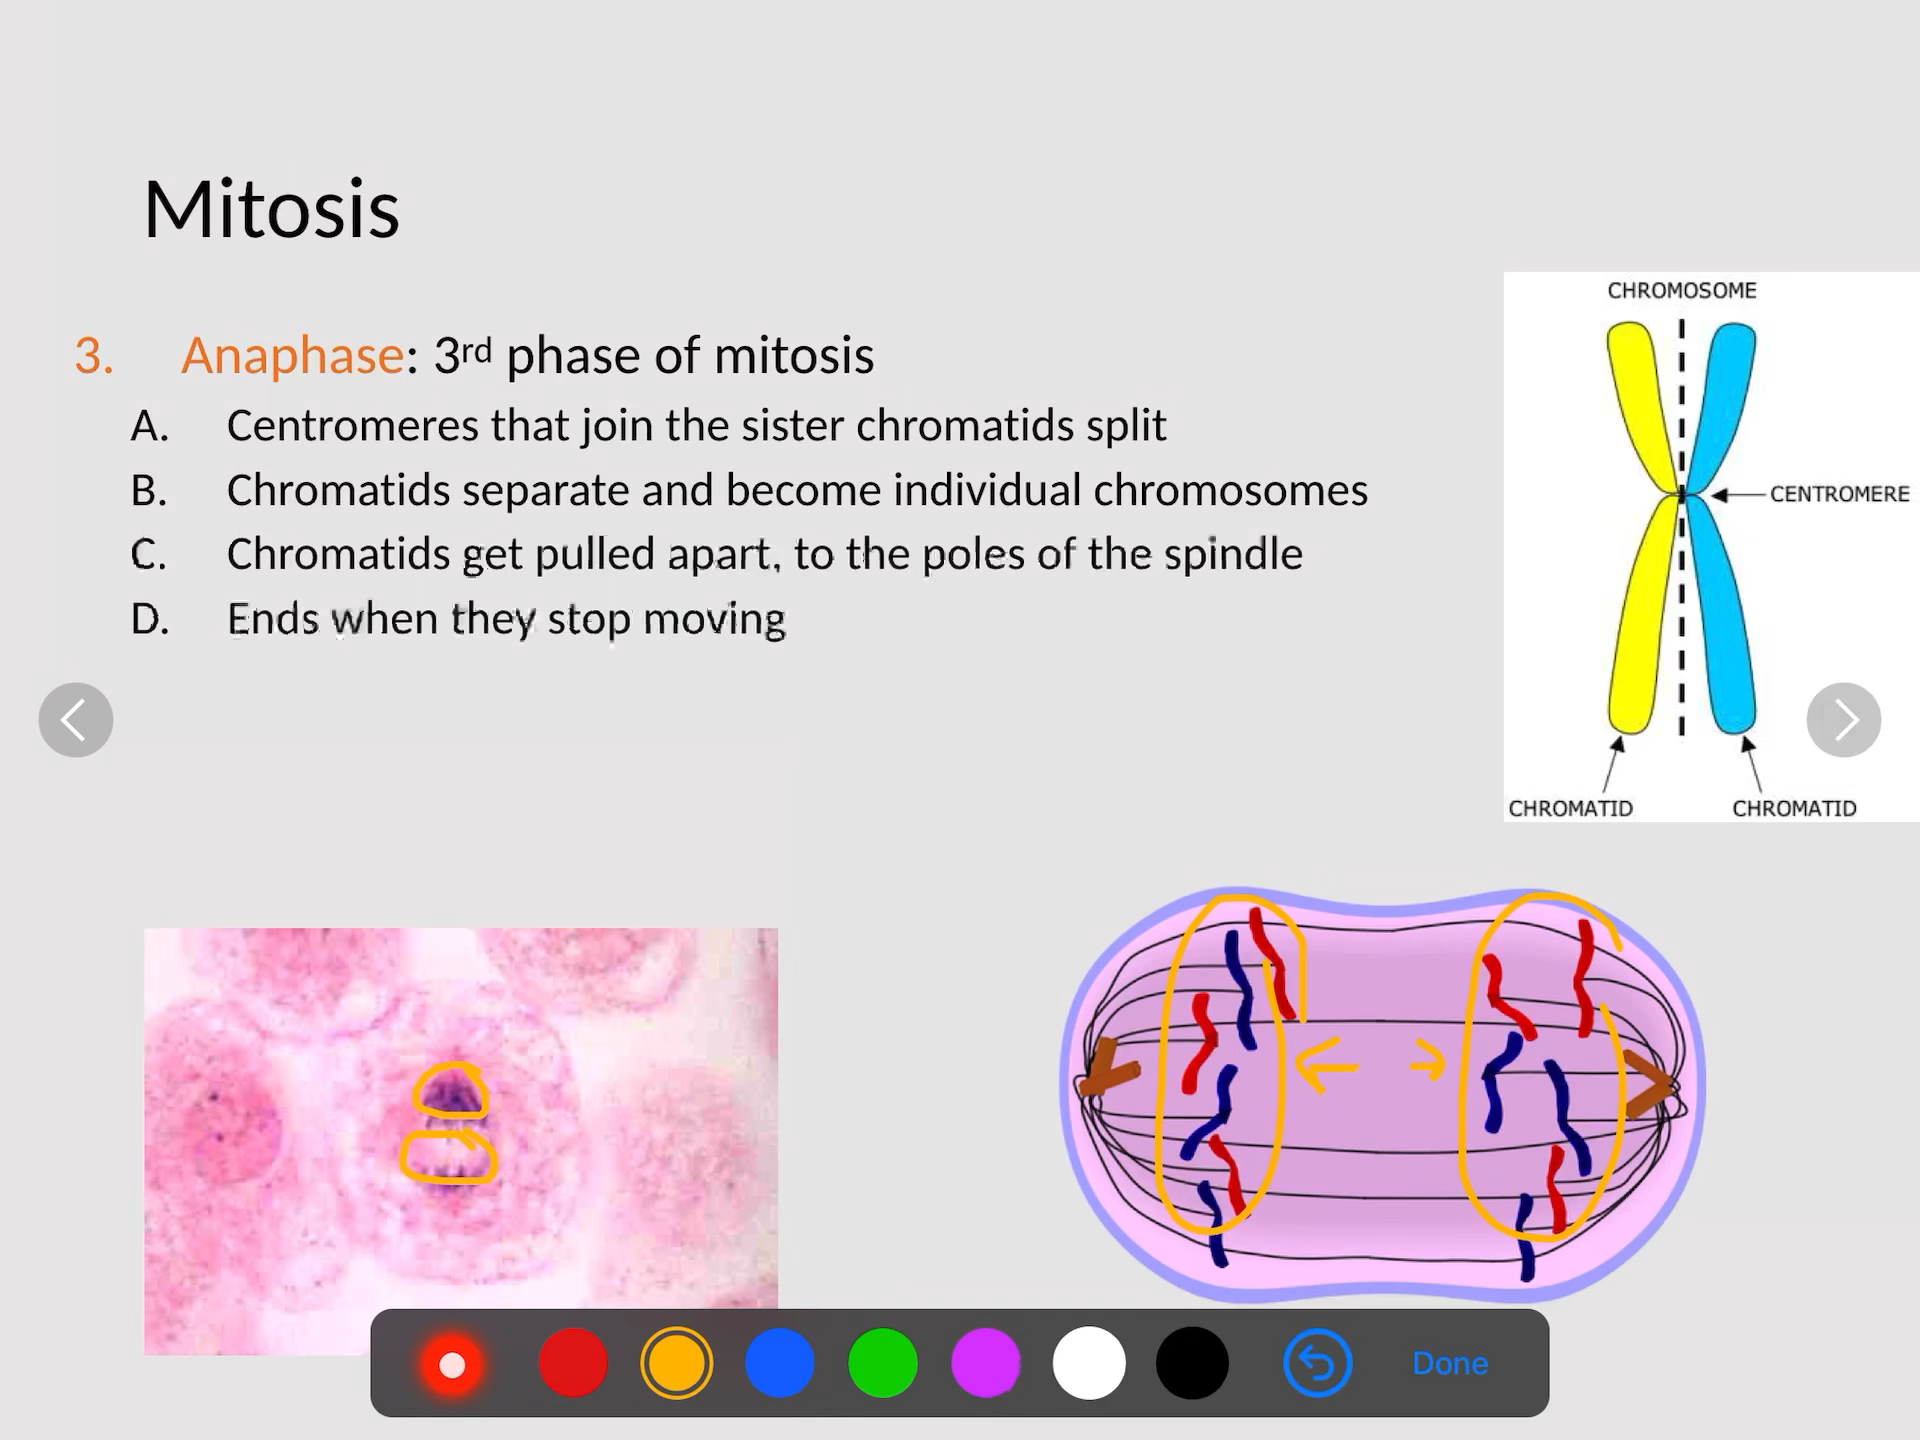 Mitosis
3. Anaphase: 3rd phase of mitosis
A. Centromeres that join the sister chromatids split
B. Chromatids separate and become individual chromosomes
C. Chromatids get pulled apart, to the poles of the spindle
D. Ends when they stop moving
CHROMOSOME
CENTROMERE
CHROMATID CHROMATID
Done